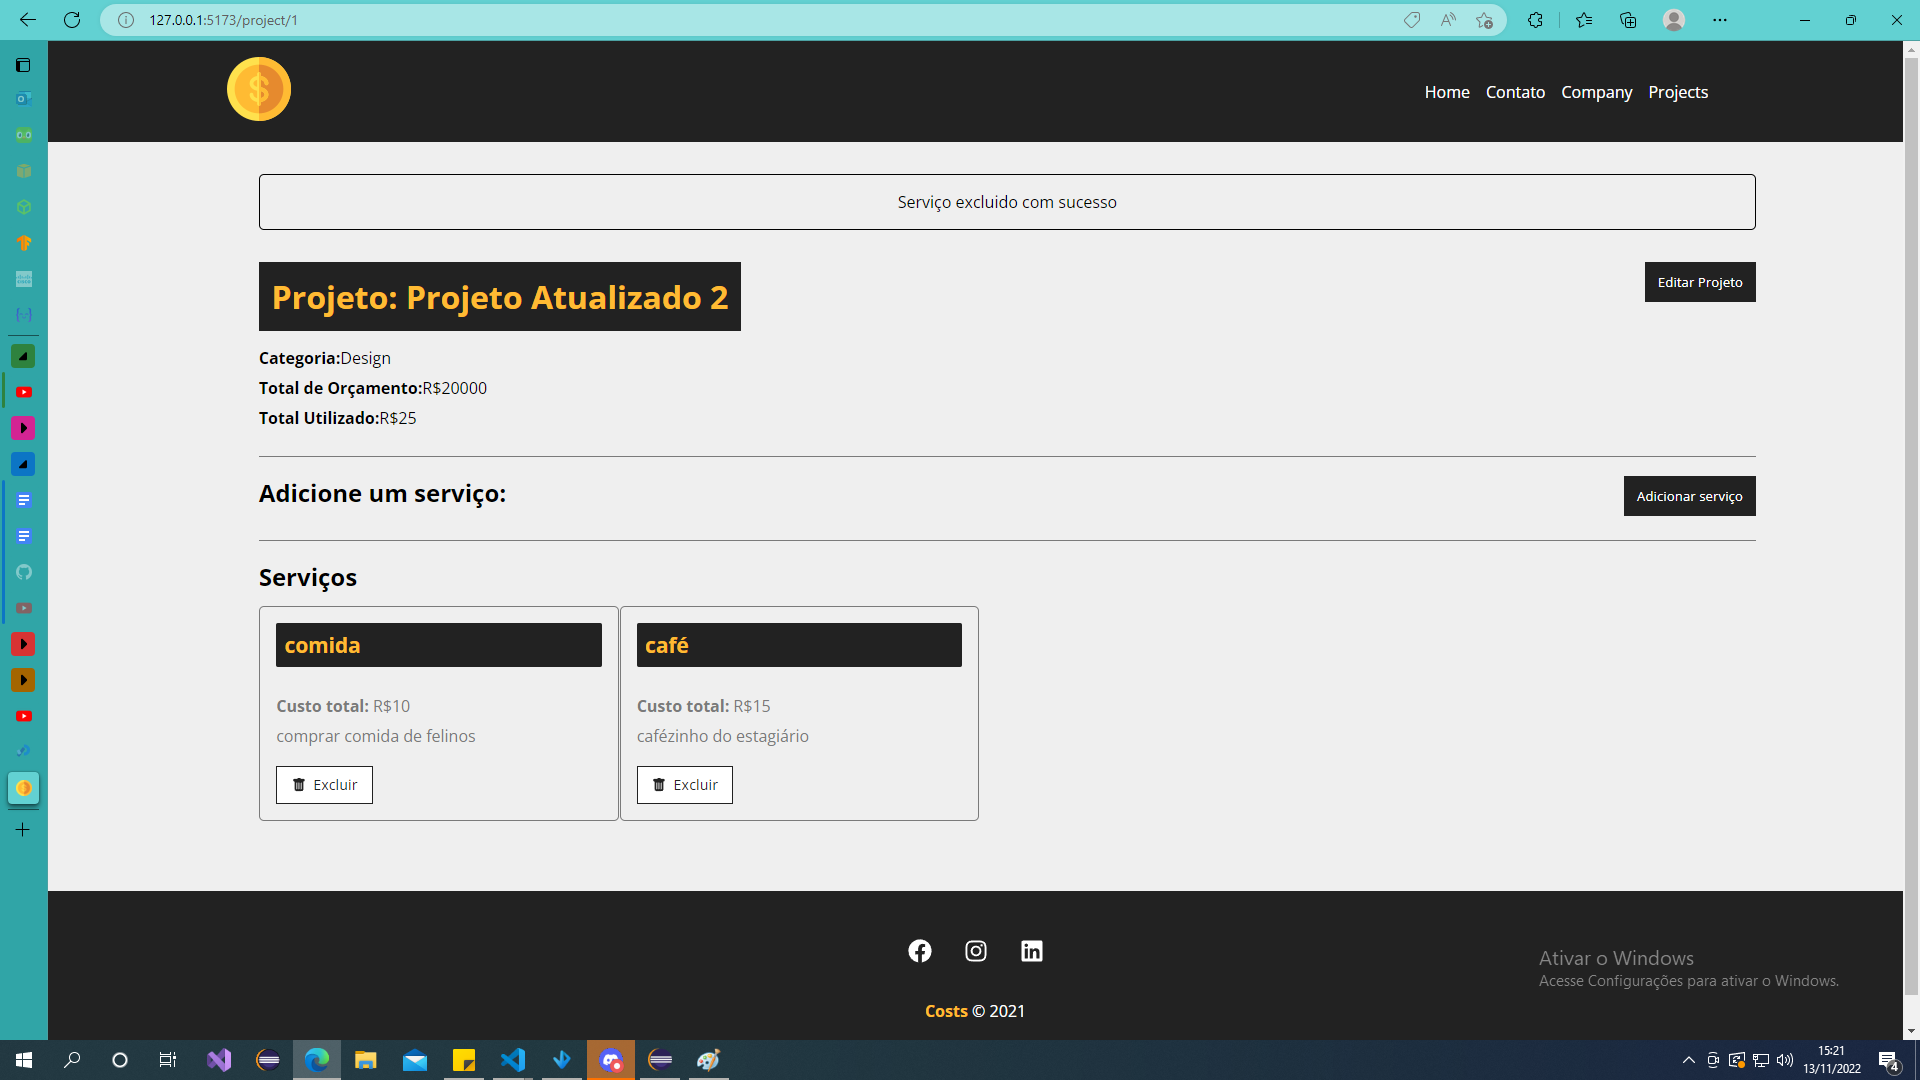 127.0.0.1:5173/project/1
$
Home Contato Company Projects
Serviço excluido com sucesso
Projeto: Projeto Atualizado 2
Editar Projeto
Categoria:Design
Total de Orçamento:R$20000
Total Utilizado:R$25
Adicione um serviço:
Adicionar serviço
Serviços
comida
Custo total: R$10
comprar comida de felinos
Excluir
café
Custo total: R$15
cafézinho do estagiário
Excluir
Ativar o Windows
Acesse Configurações para ativar o Windows.
Costs © 2021
15:21
13/11/2022
4